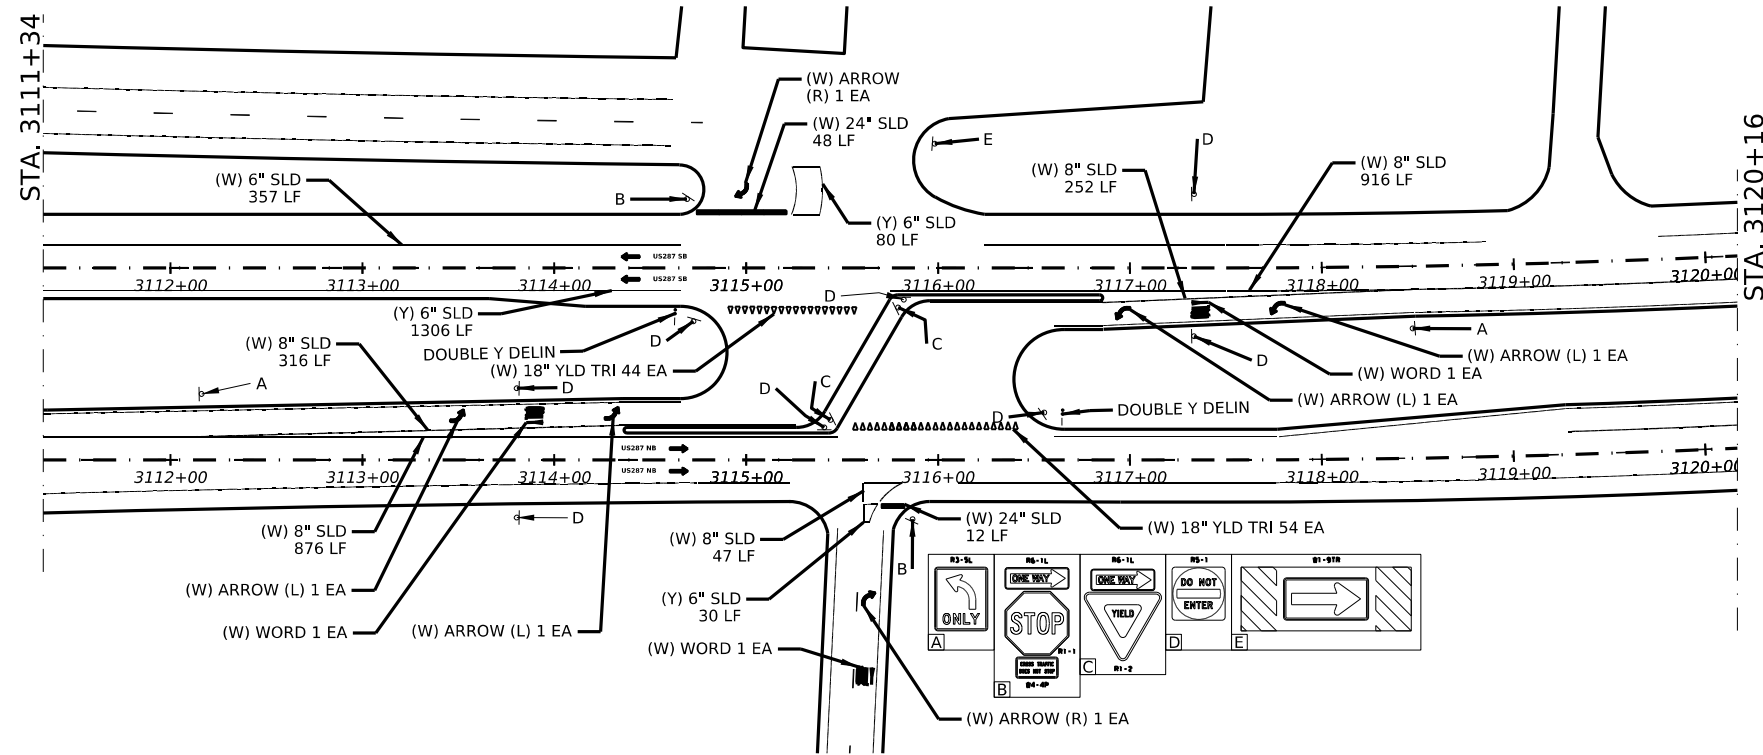 STA. 3111+34
(W) ARROW
(R) 1 EA
(W) 24" SLD
48 LF
E
D
(W) 8" SLD
252 LF
(W) 8" SLD
916 LF
STA. 3120+16
(W) 6" SLD
357 LF
B
(Y) 6" SLD
80 LF
US287 SB
US287 SB
3112+00
3113+00
3114+00
3115+00
3116+00
3117+00
3118+00
3119+00
3120+00
D
(Y) 6" SLD
1306 LF
DOUBLE Y DELIN
D
C
A
(W) 8" SLD
316 LF
(W) 18" YLD TRI 44 EA
D
(W) ARROW (L) 1 EA
(W) WORD 1 EA
(W) ARROW (L) 1 EA
A
D
D
C
D
DOUBLE Y DELIN
US287 NB
US287 NB
3112+00
3113+00
3114+00
3115+00
3116+00
3117+00
3118+00
3119+00
3120+00
D
(W) 8" SLD
876 LF
(W) 8" SLD
47 LF
(W) 24" SLD
12 LF
(W) 18" YLD TRI 54 EA
B
(W) ARROW (L) 1 EA
(W) WORD 1 EA
(W) ARROW (L) 1 EA
(Y) 6" SLD
30 LF
(W) WORD 1 EA
(W) ARROW (R) 1 EA
R3-5L
ONLY
A
R6-1L
ONE WAY
STOP
R1-1
CROSS TRAFFIC
DOES NOT STOP
B
R6-1L
ONE WAY
YIELD
R1-2
C
R5-1
DO NOT
ENTER
D
E